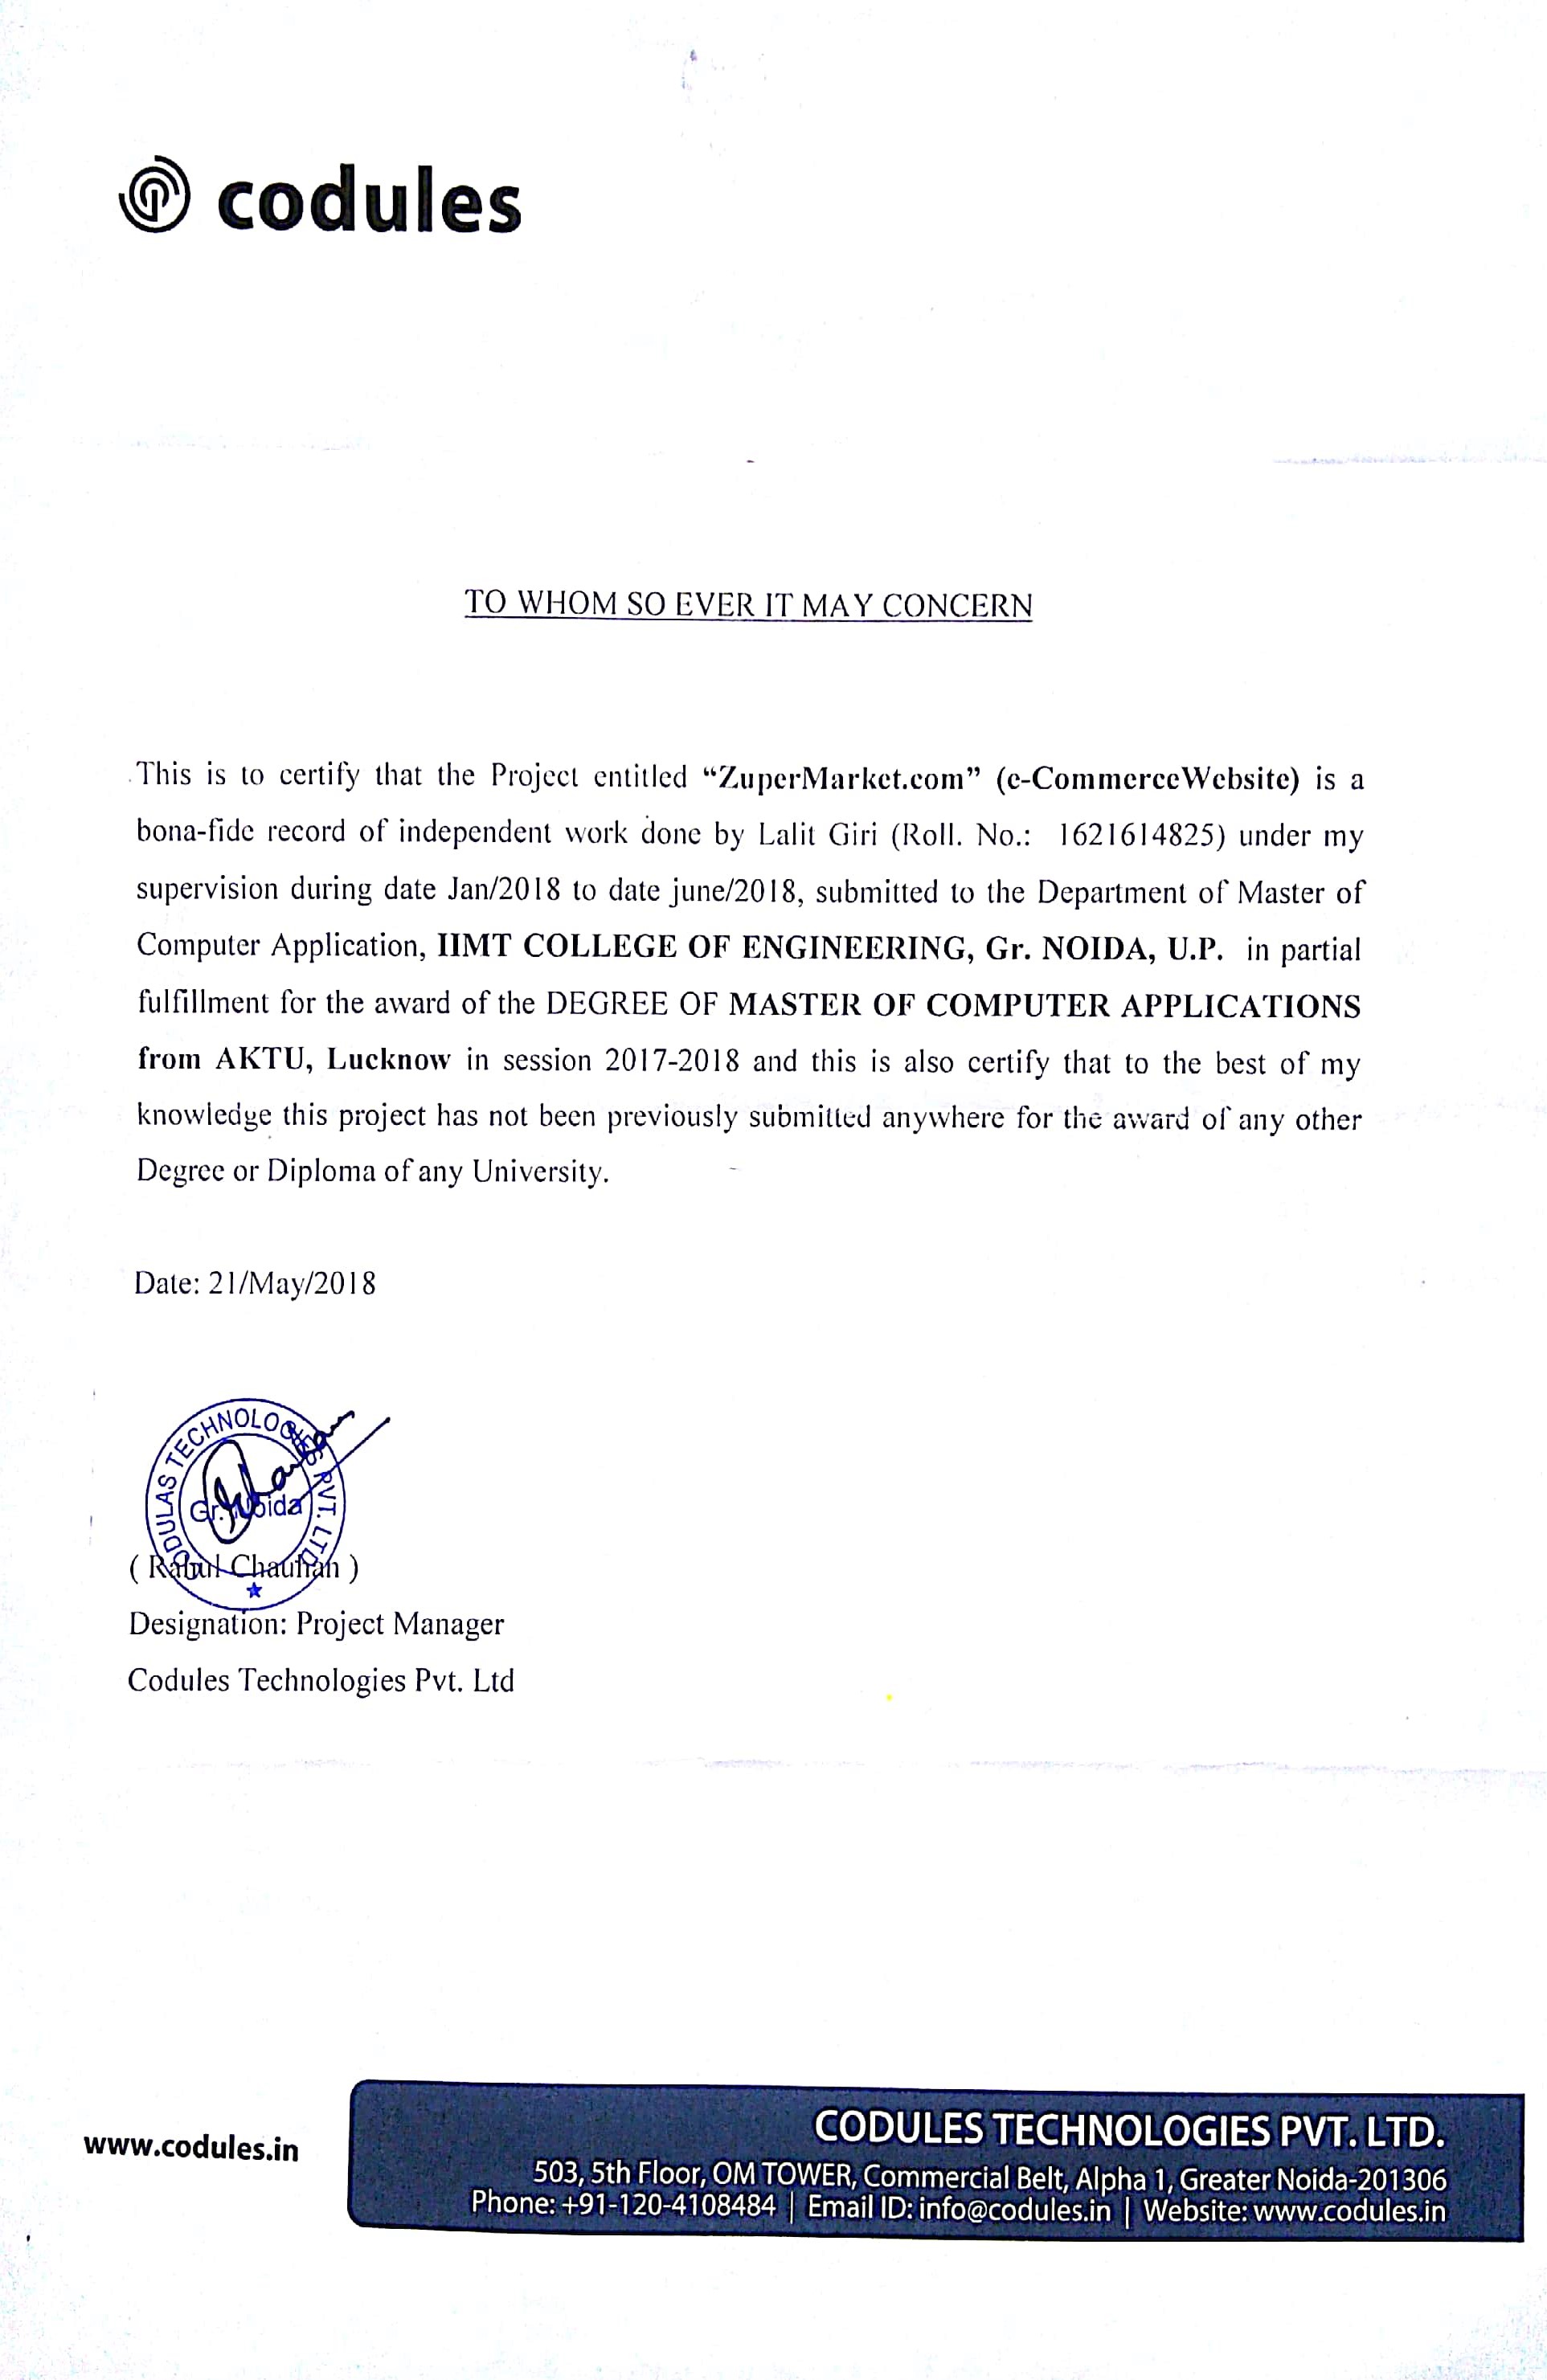 codules
TO WHOM SO EVER IT MAY CONCERN
This is to certify that the Project entitled “ZuperMarket.com” (e-CommerceWebsite) is a
bona-fide record of independent work done by Lalit Giri (Roll. No.: 1621614825) under my
supervision during date Jan/2018 to date june/2018, submitted to the Department of Master of
Computer Application, IIMT COLLEGE OF ENGINEERING, Gr. NOIDA, U.P. in partial
fulfillment for the award of the DEGREE OF MASTER OF COMPUTER APPLICATIONS
from AKTU, Lucknow in session 2017-2018 and this is also certify that to the best of my
knowledge this project has not been previously submitted anywhere for the award of any other
Degree or Diploma of any University.
Date: 21/May/2018
TECHNOLOGIES PVT. LTD.
Gr. Noida
( Rahul Chauhan )
Designation: Project Manager
Codules Technologies Pvt. Ltd
www.codules.in
CODULES TECHNOLOGIES PVT. LTD.
503, 5th Floor, OM TOWER, Commercial Belt, Alpha 1, Greater Noida-201306
Phone: +91-120-4108484 | Email ID: info@codules.in | Website: www.codules.in